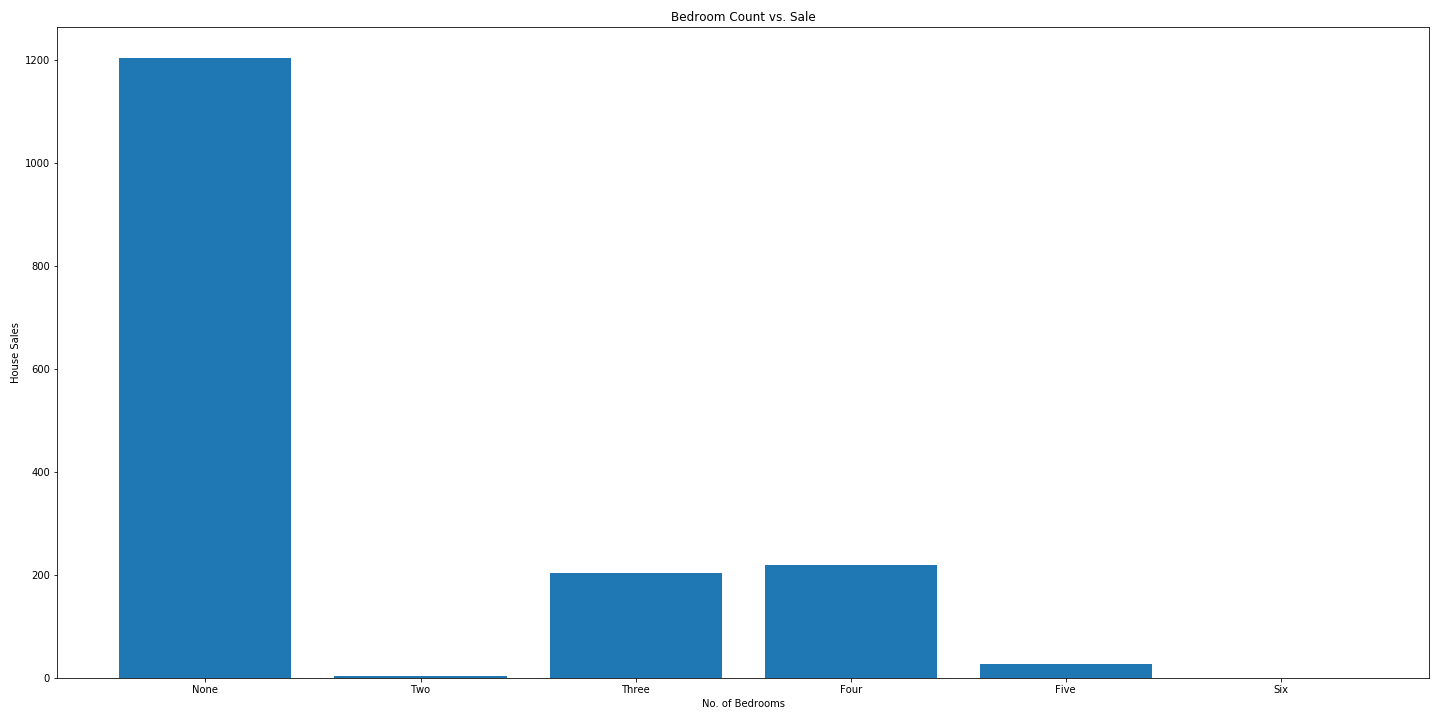 Bedroom Count vs. Sale
1200
1000
800
600
400
200
0
House Sales
None Two Three Four Five Six
No. of Bedrooms